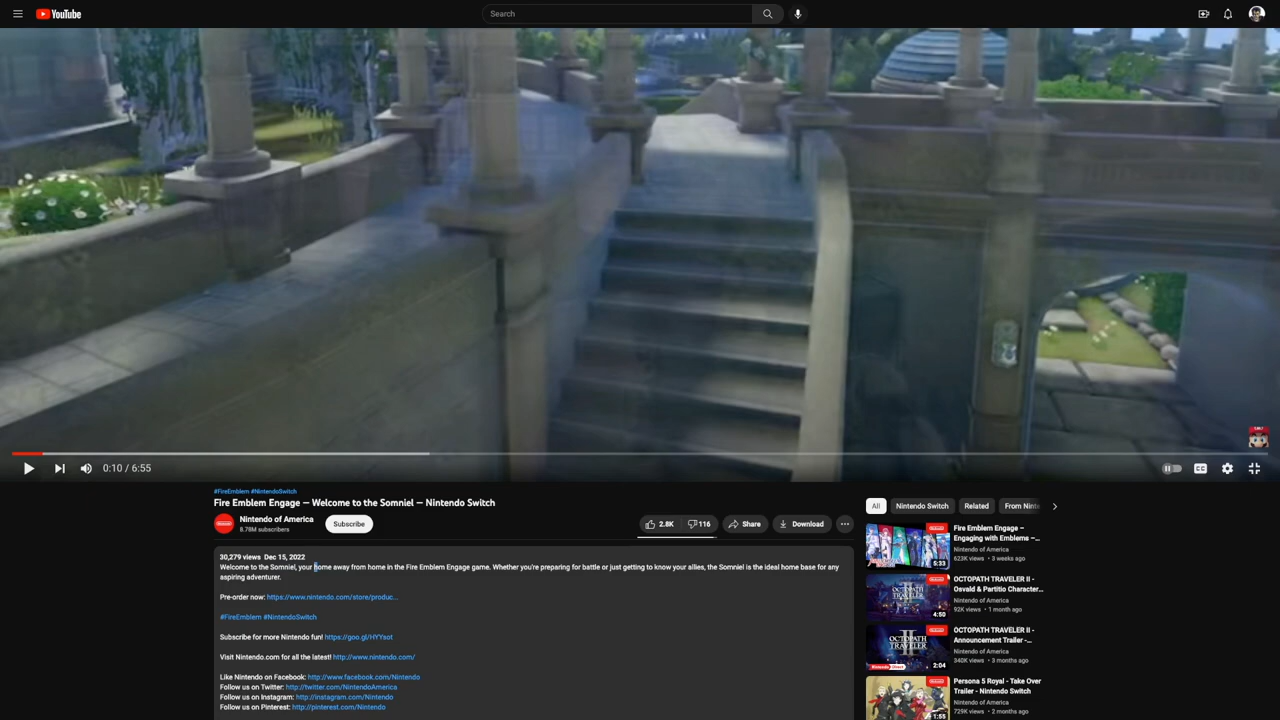 YouTube
Search
0:10 / 6:55
CC
#FireEmblem #NintendoSwitch
Fire Emblem Engage – Welcome to the Somniel – Nintendo Switch
Nintendo of America
8.78M subscribers
Subscribe
2.8K
116
Share
Download
30,279 views Dec 15, 2022
Welcome to the Somniel, your home away from home in the Fire Emblem Engage game. Whether you're preparing for battle or just getting to know your allies, the Somniel is the ideal home base for any
aspiring adventurer.
Pre-order now: https://www.nintendo.com/store/produc...
#FireEmblem #NintendoSwitch
Subscribe for more Nintendo fun! https://goo.gl/HYYsot
Visit Nintendo.com for all the latest! http://www.nintendo.com/
Like Nintendo on Facebook: http://www.facebook.com/Nintendo
Follow us on Twitter: http://twitter.com/NintendoAmerica
Follow us on Instagram: http://instagram.com/Nintendo
Follow us on Pinterest: http://pinterest.com/Nintendo
All
Nintendo Switch
Related
From Ninte
Fire Emblem Engage –
Engaging with Emblems –...
Nintendo of America
623K views • 3 weeks ago
5:33
OCTOPATH TRAVELER II -
Osvald & Partitio Character...
Nintendo of America
92K views • 1 month ago
OCTOPATH
TRAVELER
4:50
OCTOPATH TRAVELER II -
Announcement Trailer -...
Nintendo of America
340K views • 3 months ago
OCTOPATH
TRAVELER
2:04
Persona 5 Royal - Take Over
Trailer - Nintendo Switch
Nintendo of America
729K views • 2 months ago
1:55